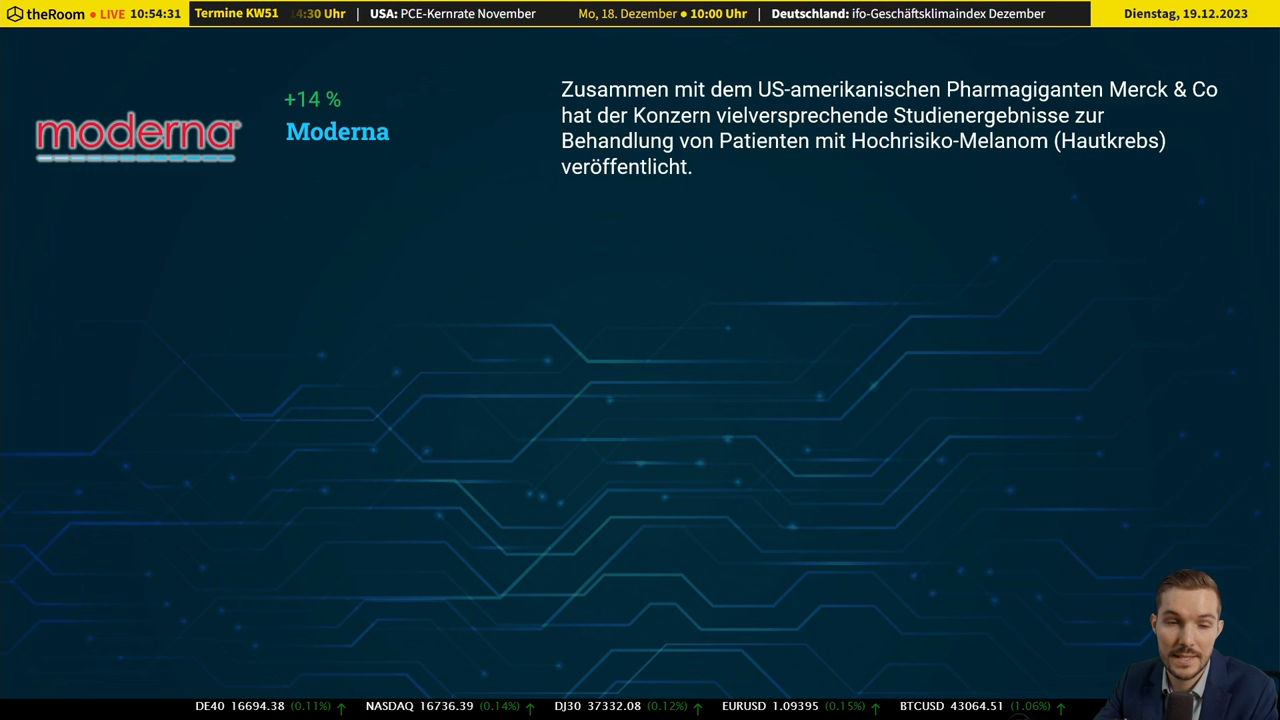 theRoom ● LIVE 10:54:31
Termine KW51 4:30 Uhr | USA: PCE-Kernrate November Mo, 18. Dezember ● 10:00 Uhr | Deutschland: ifo-Geschäftsklimaindex Dezember
Dienstag, 19.12.2023
moderna
+14 %
Moderna
Zusammen mit dem US-amerikanischen Pharmagiganten Merck & Co
hat der Konzern vielversprechende Studienergebnisse zur
Behandlung von Patienten mit Hochrisiko-Melanom (Hautkrebs)
veröffentlicht.
DE40 16694.38 (0.11%) ↑ NASDAQ 16736.39 (0.14%) ↑ DJ30 37332.08 (0.12%) ↑ EURUSD 1.09395 (0.15%) ↑ BTCUSD 43064.51 (1.06%) ↑